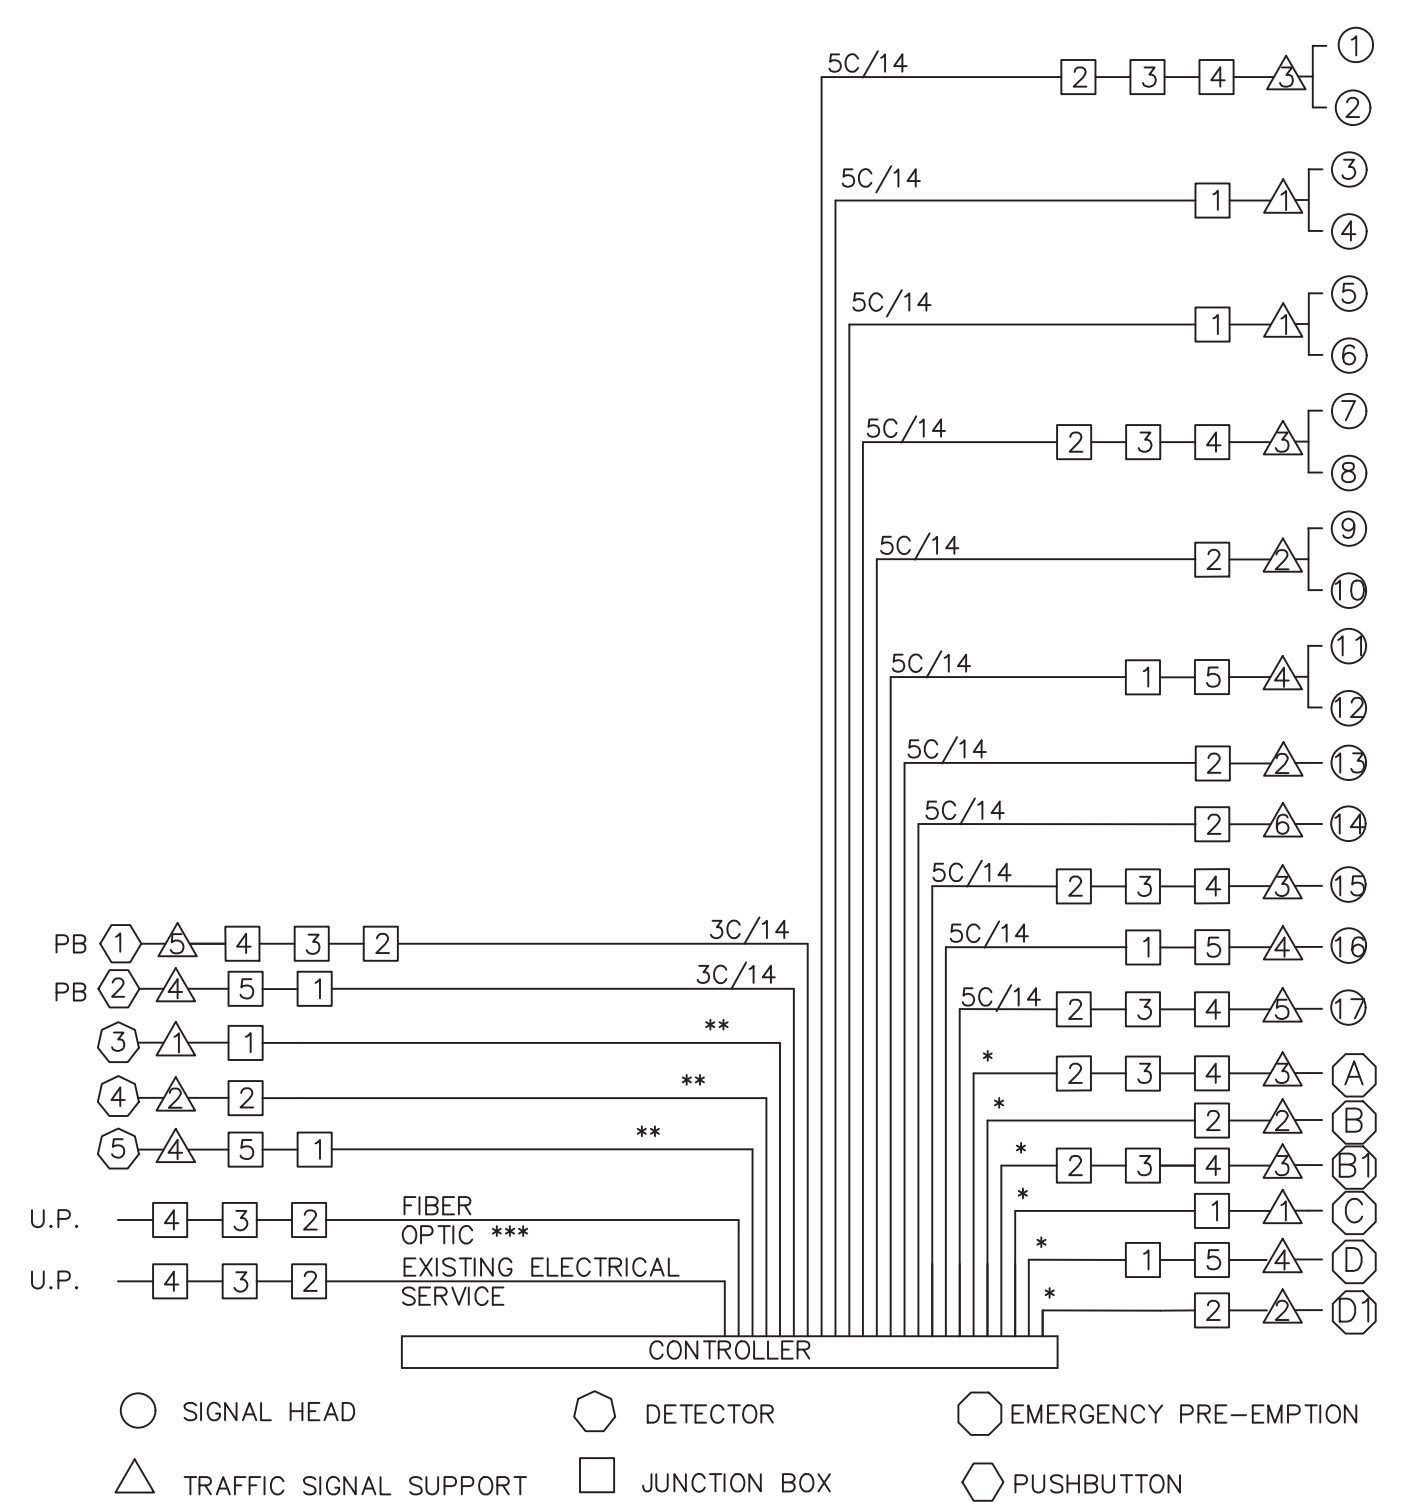 1
5C/14 2 3 4 3
2
3
5C/14 1 1
4
5
5C/14 1 1
6
7
5C/14 2 3 4 3
8
9
5C/14 2 2
10
11
5C/14 1 5 4
12
5C/14 2 2 13
5C/14 2 6 14
5C/14 2 3 4 3 15
PB 1 5 4 3 2 3C/14
5C/14 1 5 4 16
PB 2 4 5 1 3C/14
5C/14 2 3 4 5 17
3 1 1 **
* 2 3 4 3 A
4 2 2 **
* 2 2 B
5 4 5 1 **
* 2 3 4 3 B1
U.P. 4 3 2 FIBER
OPTIC ***
* 1 1 C
* 1 5 4 D
U.P. 4 3 2 EXISTING ELECTRICAL
SERVICE
* 2 2 D1
CONTROLLER
SIGNAL HEAD
DETECTOR
EMERGENCY PRE-EMPTION
TRAFFIC SIGNAL SUPPORT
JUNCTION BOX
PUSHBUTTON